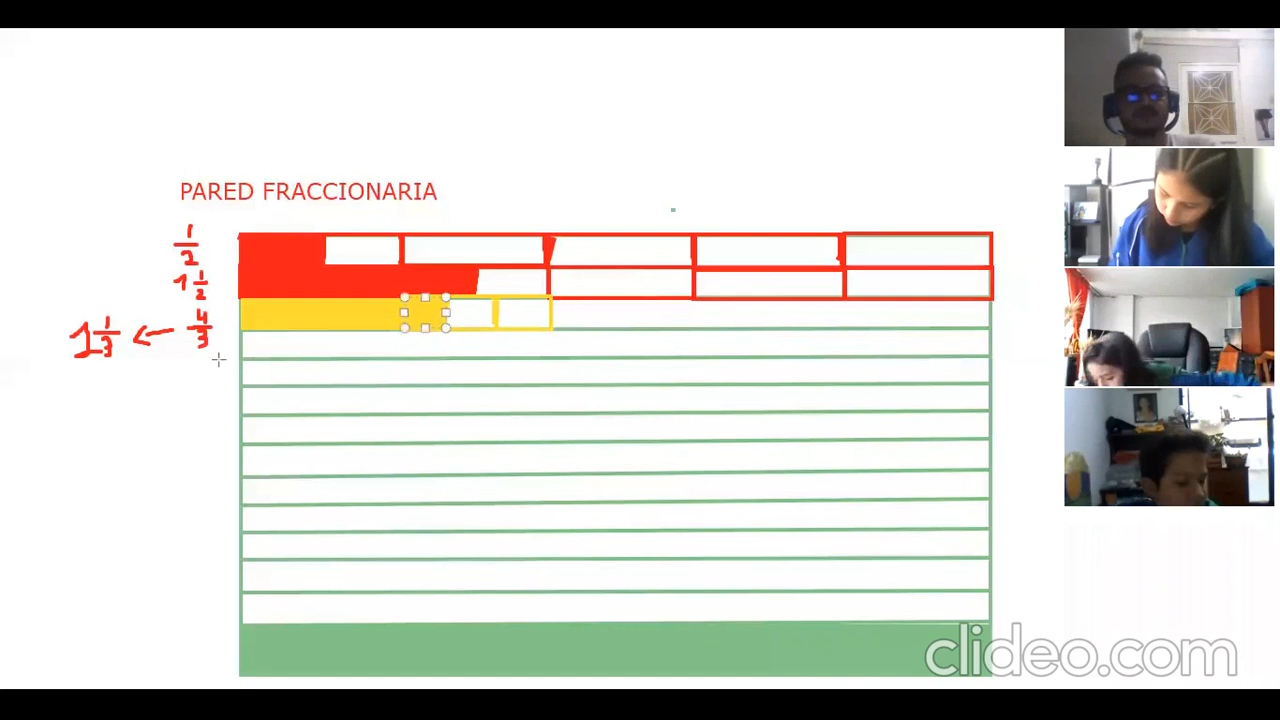 PARED FRACCIONARIA
1/2
1 1/2
1 1/3 ← 4/3
clideo.com